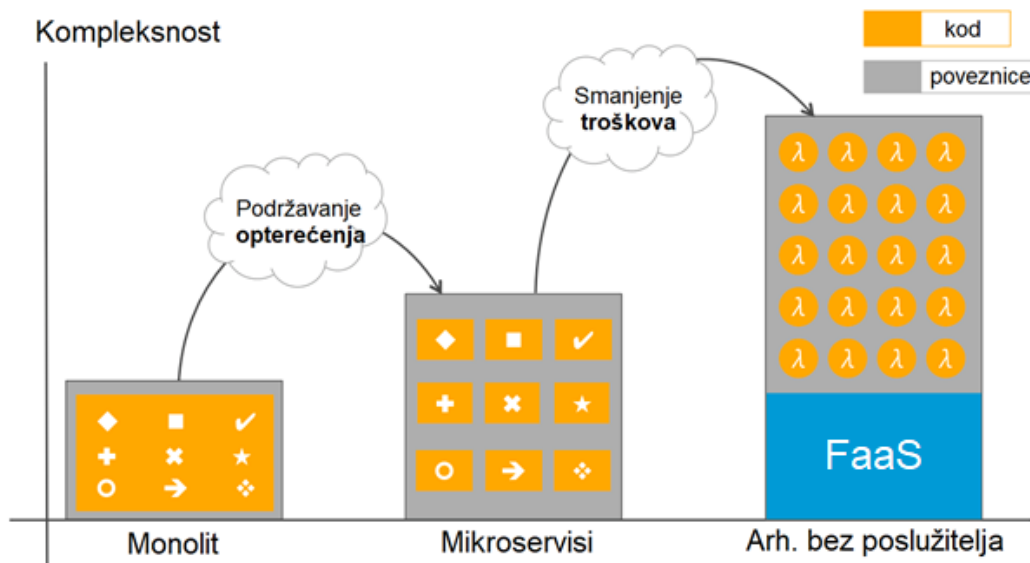 Kompleksnost
kod
poveznice
Smanjenje
troškova
Podržavanje
opterećenja
λ λ λ λ
λ λ λ λ
λ λ λ λ
λ λ λ λ
λ λ λ λ
FaaS
Monolit
Mikroservisi
Arh. bez poslužitelja